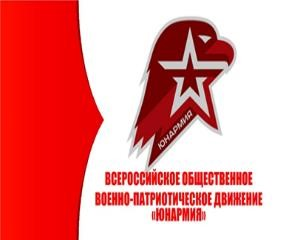 ЮНАРМИЯ
ВСЕРОССИЙСКОЕ ОБЩЕСТВЕННОЕ
ВОЕННО-ПАТРИОТИЧЕСКОЕ ДВИЖЕНИЕ
«ЮНАРМИЯ»